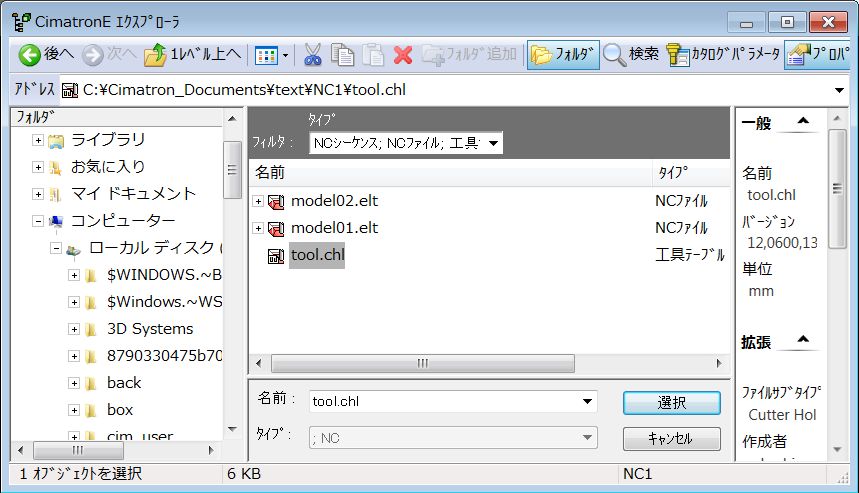 CimatronE ｴｸｽﾌﾟﾛｰﾗ
後へ 次へ 1ﾚﾍﾞﾙ上へ ﾌｫﾙﾀﾞ追加 ﾌｫﾙﾀﾞ 検索 ｶﾀﾛｸﾞﾊﾟﾗﾒｰﾀ ﾌﾟﾛﾊﾟ
ｱﾄﾞﾚｽ C:¥Cimatron_Documents¥text¥NC1¥tool.chl
ﾌｫﾙﾀﾞ
ライブラリ
お気に入り
マイ ドキュメント
コンピューター
ローカル ディスク (
$WINDOWS.~B
$Windows.~WS
3D Systems
8790330475b70
back
box
cim_user
ﾀｲﾌﾟ
ﾌｨﾙﾀ : NCｼｰｹﾝｽ; NCﾌｧｲﾙ; 工具
名前 ﾀｲﾌﾟ
model02.elt NCﾌｧｲﾙ
model01.elt NCﾌｧｲﾙ
tool.chl 工具ﾃｰﾌﾞﾙ
名前 : tool.chl 選択
ﾀｲﾌﾟ: ; NC ｷｬﾝｾﾙ
一般
名前
tool.chl
ﾊﾞｰｼﾞｮﾝ
12,0600,13
単位
mm
拡張
ﾌｧｲﾙｻﾌﾞﾀｲﾌﾟ
Cutter Hol
作成者
1 ｵﾌﾞｼﾞｪｸﾄを選択 6 KB NC1